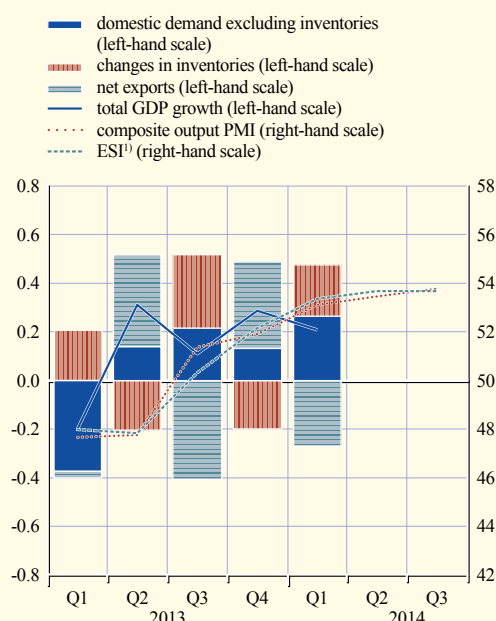 domestic demand excluding inventories
(left-hand scale)
changes in inventories (left-hand scale)
net exports (left-hand scale)
total GDP growth (left-hand scale)
composite output PMI (right-hand scale)
ESI¹⁾ (right-hand scale)
0.8 58
0.6 56
0.4 54
0.2 52
0.0 50
-0.2 48
-0.4 46
-0.6 44
-0.8 42
Q1 Q2 Q3 Q4 Q1 Q2 Q3
2013 2014